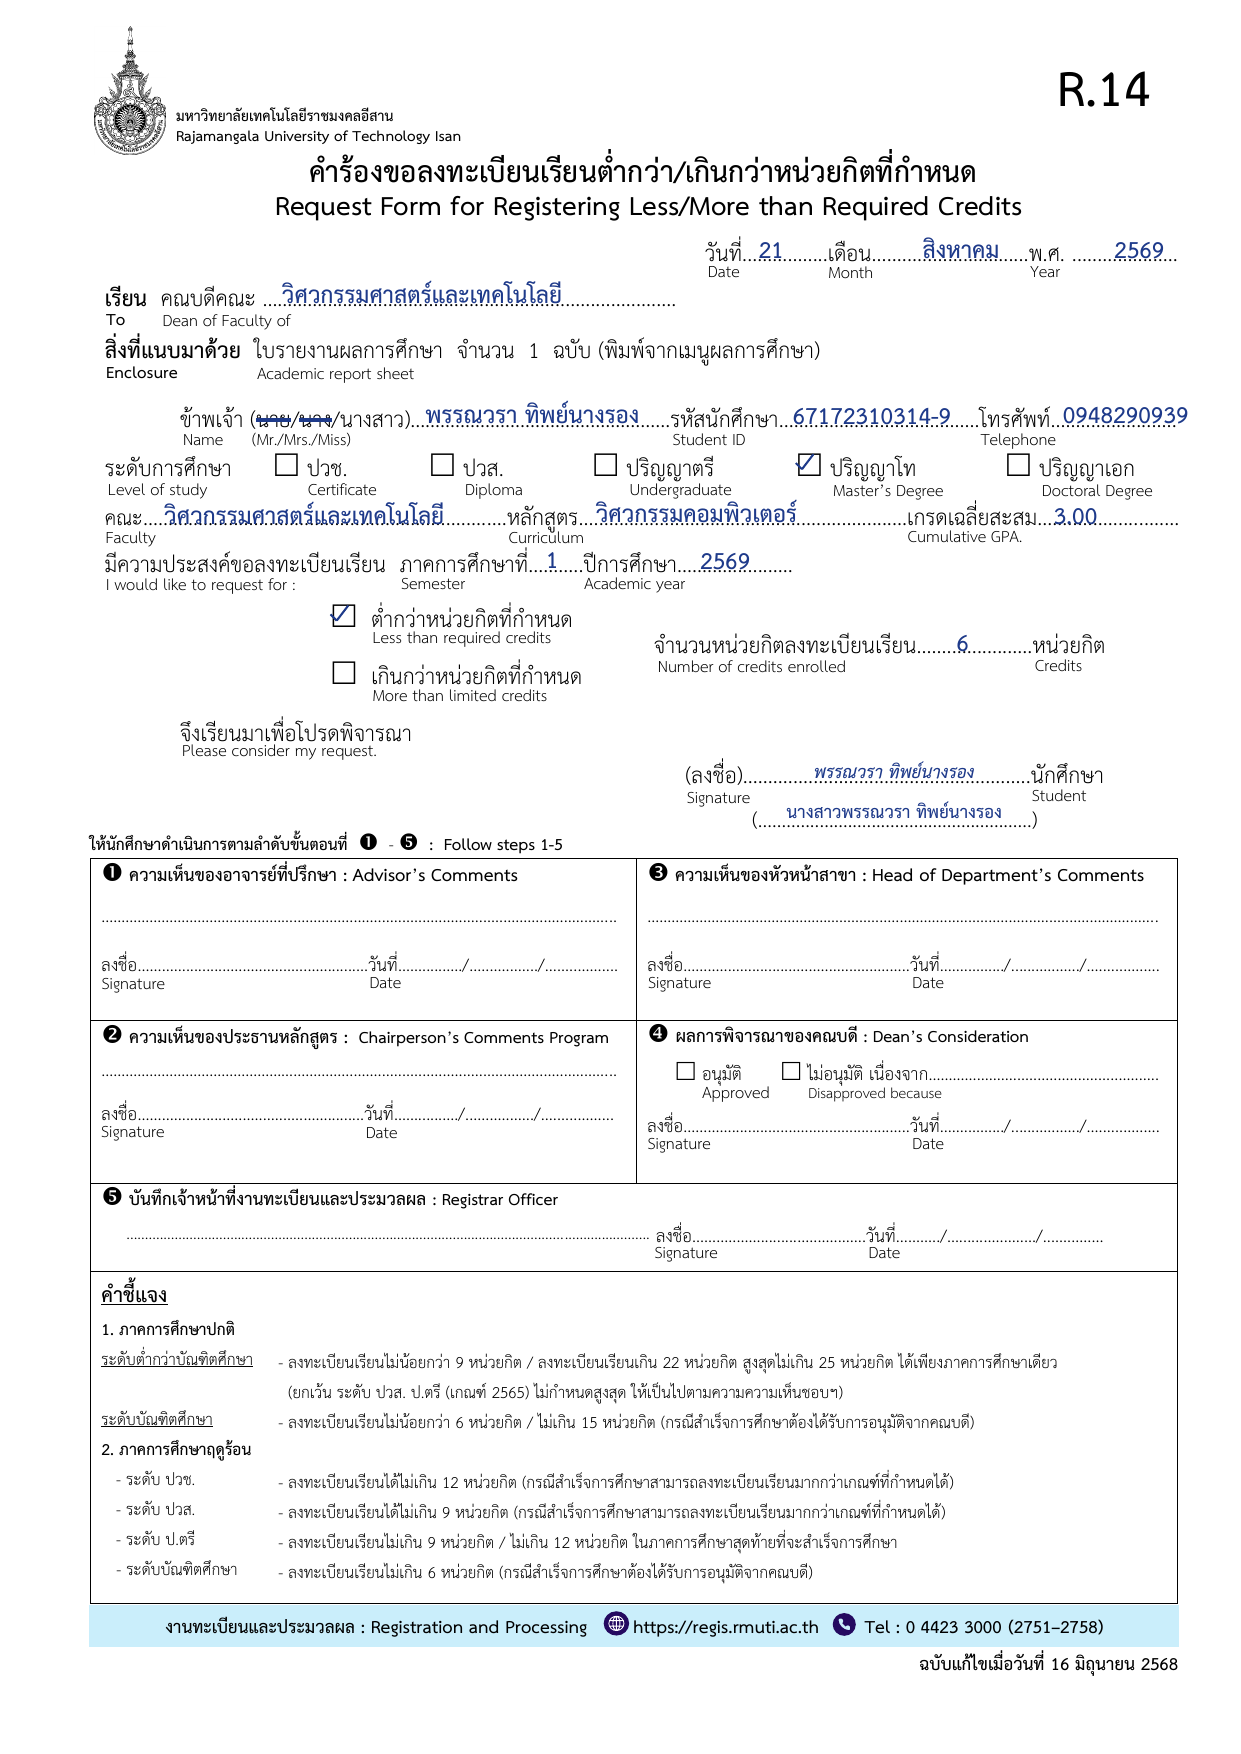 R.14
มหาวิทยาลัยเทคโนโลยีราชมงคลอีสาน
Rajamangala University of Technology Isan
คำร้องขอลงทะเบียนเรียนต่ำกว่า/เกินกว่าหน่วยกิตที่กำหนด
Request Form for Registering Less/More than Required Credits
วันที่...21.........เดือน.........สิงหาคม......พ.ศ. ........2569...
Date Month Year
เรียน คณบดีคณะ ....วิศวกรรมศาสตร์และเทคโนโลยี.......................
To Dean of Faculty of
สิ่งที่แนบมาด้วย ใบรายงานผลการศึกษา จำนวน 1 ฉบับ (พิมพ์จากเมนูผลการศึกษา)
Enclosure Academic report sheet
ข้าพเจ้า (นาย/นาง/นางสาว)...พรรณวรา ทิพย์นางรอง......รหัสนักศึกษา...67172310314-9......โทรศัพท์...0948290939
Name (Mr./Mrs./Miss) Student ID Telephone
ระดับการศึกษา ☐ ปวช. ☐ ปวส. ☐ ปริญญาตรี ☑ ปริญญาโท ☐ ปริญญาเอก
Level of study Certificate Diploma Undergraduate Master's Degree Doctoral Degree
คณะ....วิศวกรรมศาสตร์และเทคโนโลยี.............หลักสูตร....วิศวกรรมคอมพิวเตอร์......................เกรดเฉลี่ยสะสม...3.00.................
Faculty Curriculum Cumulative GPA.
มีความประสงค์ขอลงทะเบียนเรียน ภาคการศึกษาที่....1.....ปีการศึกษา.....2569........
I would like to request for : Semester Academic year
☑ ต่ำกว่าหน่วยกิตที่กำหนด
Less than required credits
จำนวนหน่วยกิตลงทะเบียนเรียน........6.............หน่วยกิต
Number of credits enrolled Credits
☐ เกินกว่าหน่วยกิตที่กำหนด
More than limited credits
จึงเรียนมาเพื่อโปรดพิจารณา
Please consider my request.
(ลงชื่อ)..............พรรณวรา ทิพย์นางรอง...........นักศึกษา
Signature Student
(......นางสาวพรรณวรา ทิพย์นางรอง......)
ให้นักศึกษาดำเนินการตามลำดับขั้นตอนที่ ❶ - ❺ : Follow steps 1-5
❶ ความเห็นของอาจารย์ที่ปรึกษา : Advisor's Comments
................................................................................
ลงชื่อ.........................................................วันที่................/................./..................
Signature Date
❸ ความเห็นของหัวหน้าสาขา : Head of Department's Comments
................................................................................
ลงชื่อ.........................................................วันที่................/................./..................
Signature Date
❷ ความเห็นของประธานหลักสูตร : Chairperson's Comments Program
................................................................................
ลงชื่อ.........................................................วันที่................/................./..................
Signature Date
❹ ผลการพิจารณาของคณบดี : Dean's Consideration
☐ อนุมัติ ☐ ไม่อนุมัติ เนื่องจาก.........................................................
Approved Disapproved because
ลงชื่อ.........................................................วันที่................/................./..................
Signature Date
❺ บันทึกเจ้าหน้าที่งานทะเบียนและประมวลผล : Registrar Officer
................................................................................ ลงชื่อ...........................................วันที่.........../....................../...............
Signature Date
คำชี้แจง
1. ภาคการศึกษาปกติ
ระดับต่ำกว่าบัณฑิตศึกษา - ลงทะเบียนเรียนไม่น้อยกว่า 9 หน่วยกิต / ลงทะเบียนเรียนเกิน 22 หน่วยกิต สูงสุดไม่เกิน 25 หน่วยกิต ได้เพียงภาคการศึกษาเดียว
(ยกเว้น ระดับ ปวส. ป.ตรี (เกณฑ์ 2565) ไม่กำหนดสูงสุด ให้เป็นไปตามความความเห็นชอบฯ)
ระดับบัณฑิตศึกษา - ลงทะเบียนเรียนไม่น้อยกว่า 6 หน่วยกิต / ไม่เกิน 15 หน่วยกิต (กรณีสำเร็จการศึกษาต้องได้รับการอนุมัติจากคณบดี)
2. ภาคการศึกษาฤดูร้อน
- ระดับ ปวช. - ลงทะเบียนเรียนได้ไม่เกิน 12 หน่วยกิต (กรณีสำเร็จการศึกษาสามารถลงทะเบียนเรียนมากกว่าเกณฑ์ที่กำหนดได้)
- ระดับ ปวส. - ลงทะเบียนเรียนได้ไม่เกิน 9 หน่วยกิต (กรณีสำเร็จการศึกษาสามารถลงทะเบียนเรียนมากกว่าเกณฑ์ที่กำหนดได้)
- ระดับ ป.ตรี - ลงทะเบียนเรียนไม่เกิน 9 หน่วยกิต / ไม่เกิน 12 หน่วยกิต ในภาคการศึกษาสุดท้ายที่จะสำเร็จการศึกษา
- ระดับบัณฑิตศึกษา - ลงทะเบียนเรียนไม่เกิน 6 หน่วยกิต (กรณีสำเร็จการศึกษาต้องได้รับการอนุมัติจากคณบดี)
งานทะเบียนและประมวลผล : Registration and Processing https://regis.rmuti.ac.th Tel : 0 4423 3000 (2751–2758)
ฉบับแก้ไขเมื่อวันที่ 16 มิถุนายน 2568